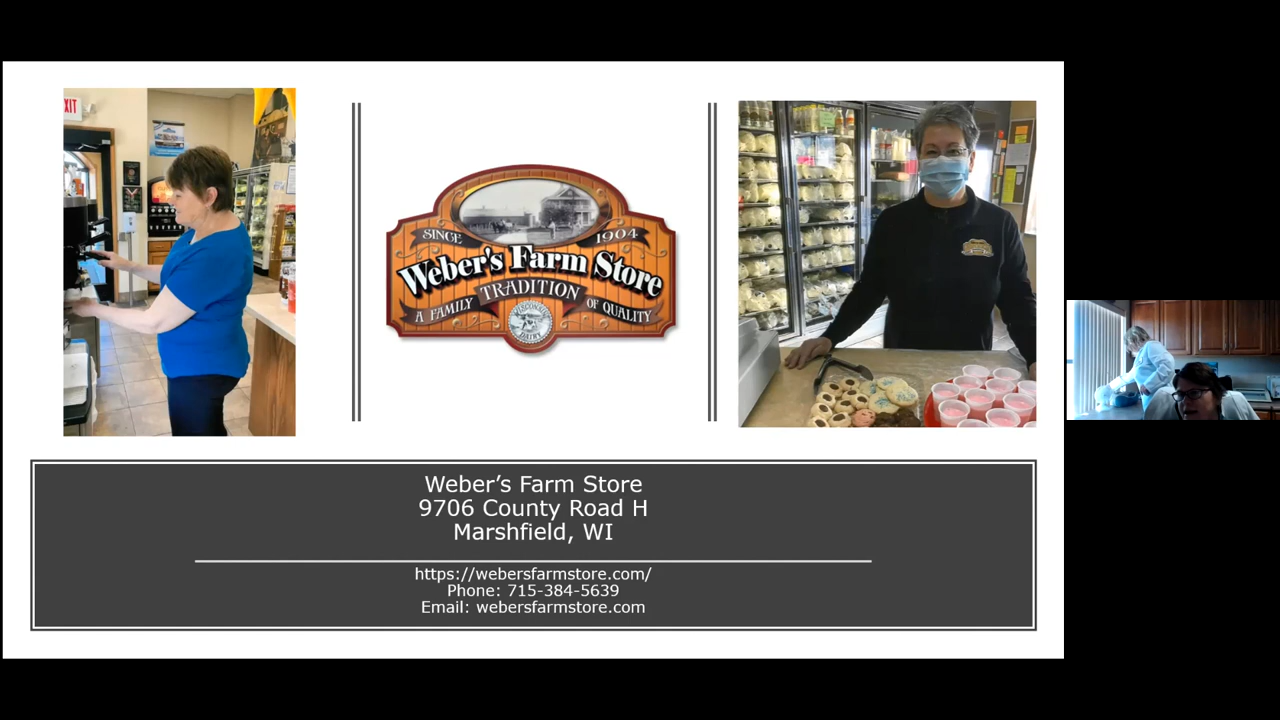 EXIT
SINCE
1904
Weber's Farm Store
A FAMILY TRADITION OF QUALITY
Weber’s Farm Store
9706 County Road H
Marshfield, WI
https://webersfarmstore.com/
Phone: 715-384-5639
Email: webersfarmstore.com